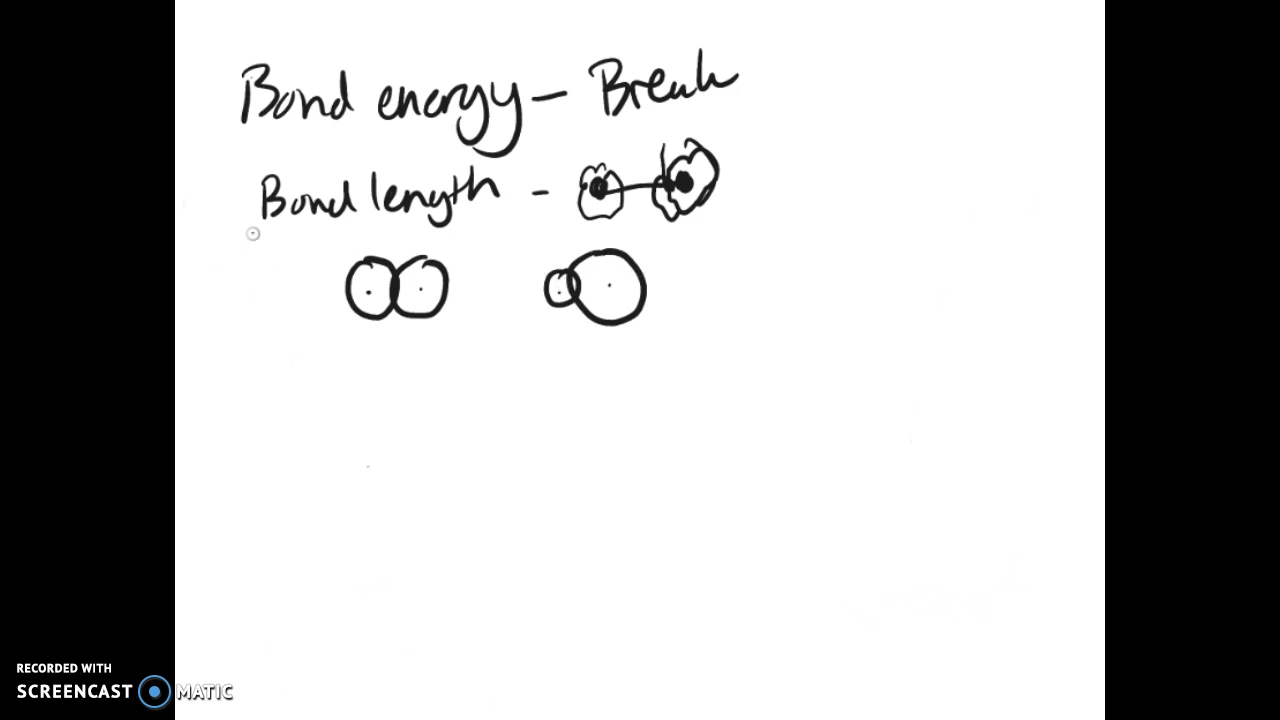 Bond energy – Break
Bond length -
RECORDED WITH
SCREENCAST MATIC